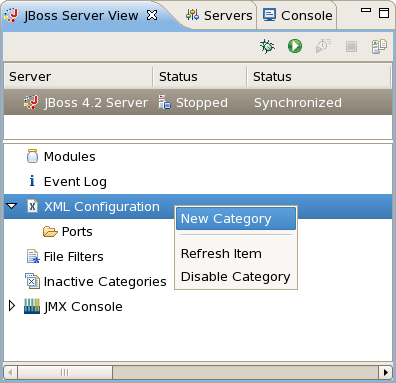 JBoss Server View Servers Console
Server Status Status
JBoss 4.2 Server Stopped Synchronized
Modules
Event Log
XML Configuration
New Category
Ports
Refresh Item
File Filters
Disable Category
Inactive Categories
JMX Console